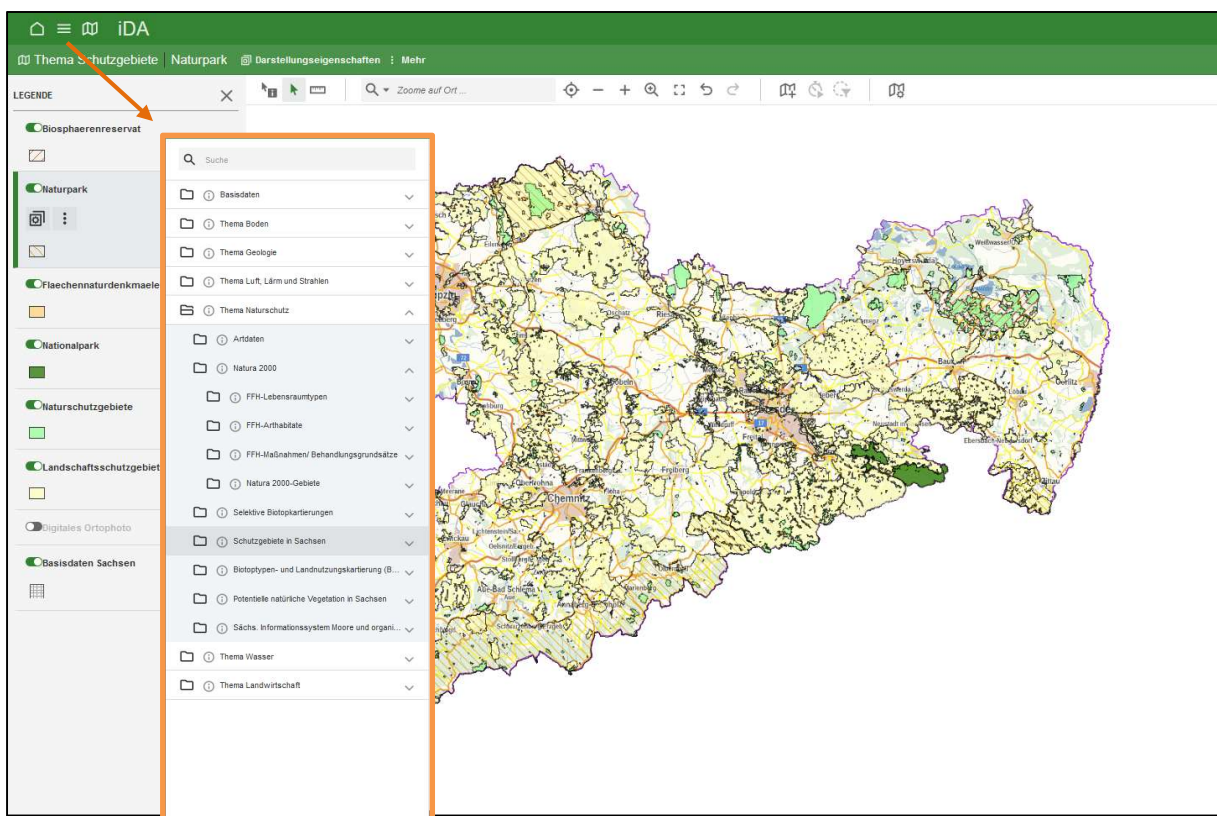 iDA
Thema Schutzgebiete Naturpark Darstellungseigenschaften Mehr
LEGENDE
Zoome auf Ort ...
Biosphaerenreservat
Naturpark
Flaechennaturdenkmaele
Nationalpark
Naturschutzgebiete
Landschaftsschutzgebiet
Digitales Ortophoto
Basisdaten Sachsen
Suche
Basisdaten
Thema Boden
Thema Geologie
Thema Luft, Lärm und Strahlen
Thema Naturschutz
Artdaten
Natura 2000
FFH-Lebensraumtypen
FFH-Arthabitate
FFH-Maßnahmen/ Behandlungsgrundsätze
Natura 2000-Gebiete
Selektive Biotopkartierungen
Schutzgebiete in Sachsen
Biotoptypen- und Landnutzungskartierung (B...
Potentielle natürliche Vegetation in Sachsen
Sächs. Informationssystem Moore und organi...
Thema Wasser
Thema Landwirtschaft
Oschatz
Görlitz
Freiberg
Chemnitz
Zittau